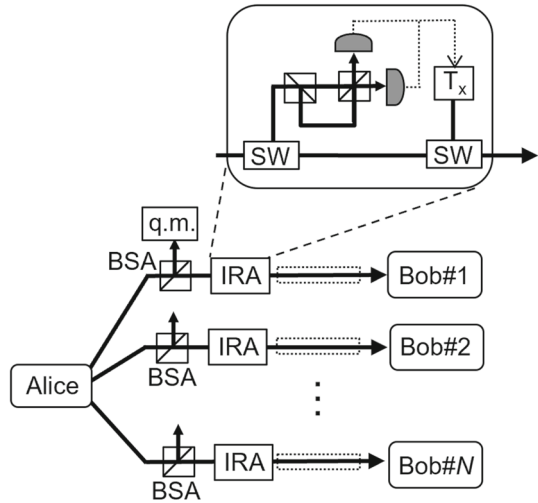 Tₓ
SW
SW
q.m.
BSA
IRA
Bob#1
Alice
BSA
IRA
Bob#2
⋮
BSA
IRA
Bob#N